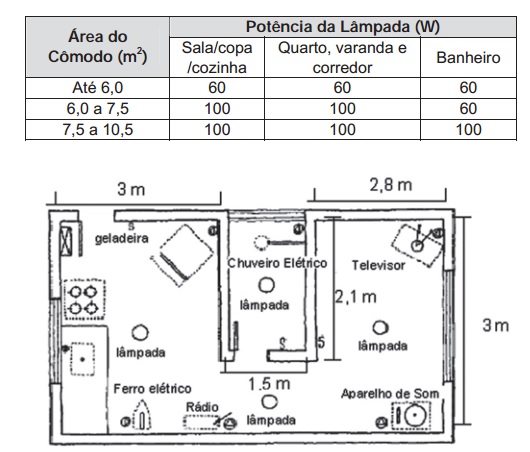 Área do
Cômodo (m²)
Potência da Lâmpada (W)
Sala/copa
/cozinha
Quarto, varanda e
corredor
Banheiro
Até 6,0 60 60 60
6,0 a 7,5 100 100 60
7,5 a 10,5 100 100 100
3 m
2,8 m
s
geladeira
Chuveiro Elétrico
Televisor
lâmpada
2,1 m
lâmpada
S
S
lâmpada
3 m
1,5 m
Ferro elétrico
Rádio
lâmpada
Aparelho de Som